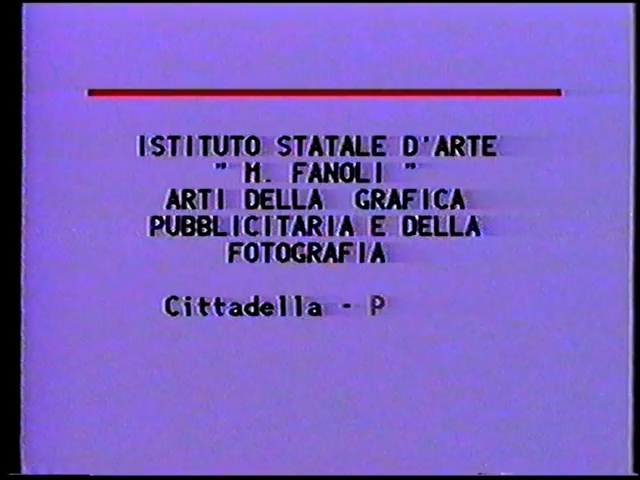 ISTITUTO STATALE D'ARTE
" M. FANOLI "
ARTI DELLA GRAFICA
PUBBLICITARIA E DELLA
FOTOGRAFIA
Cittadella - P